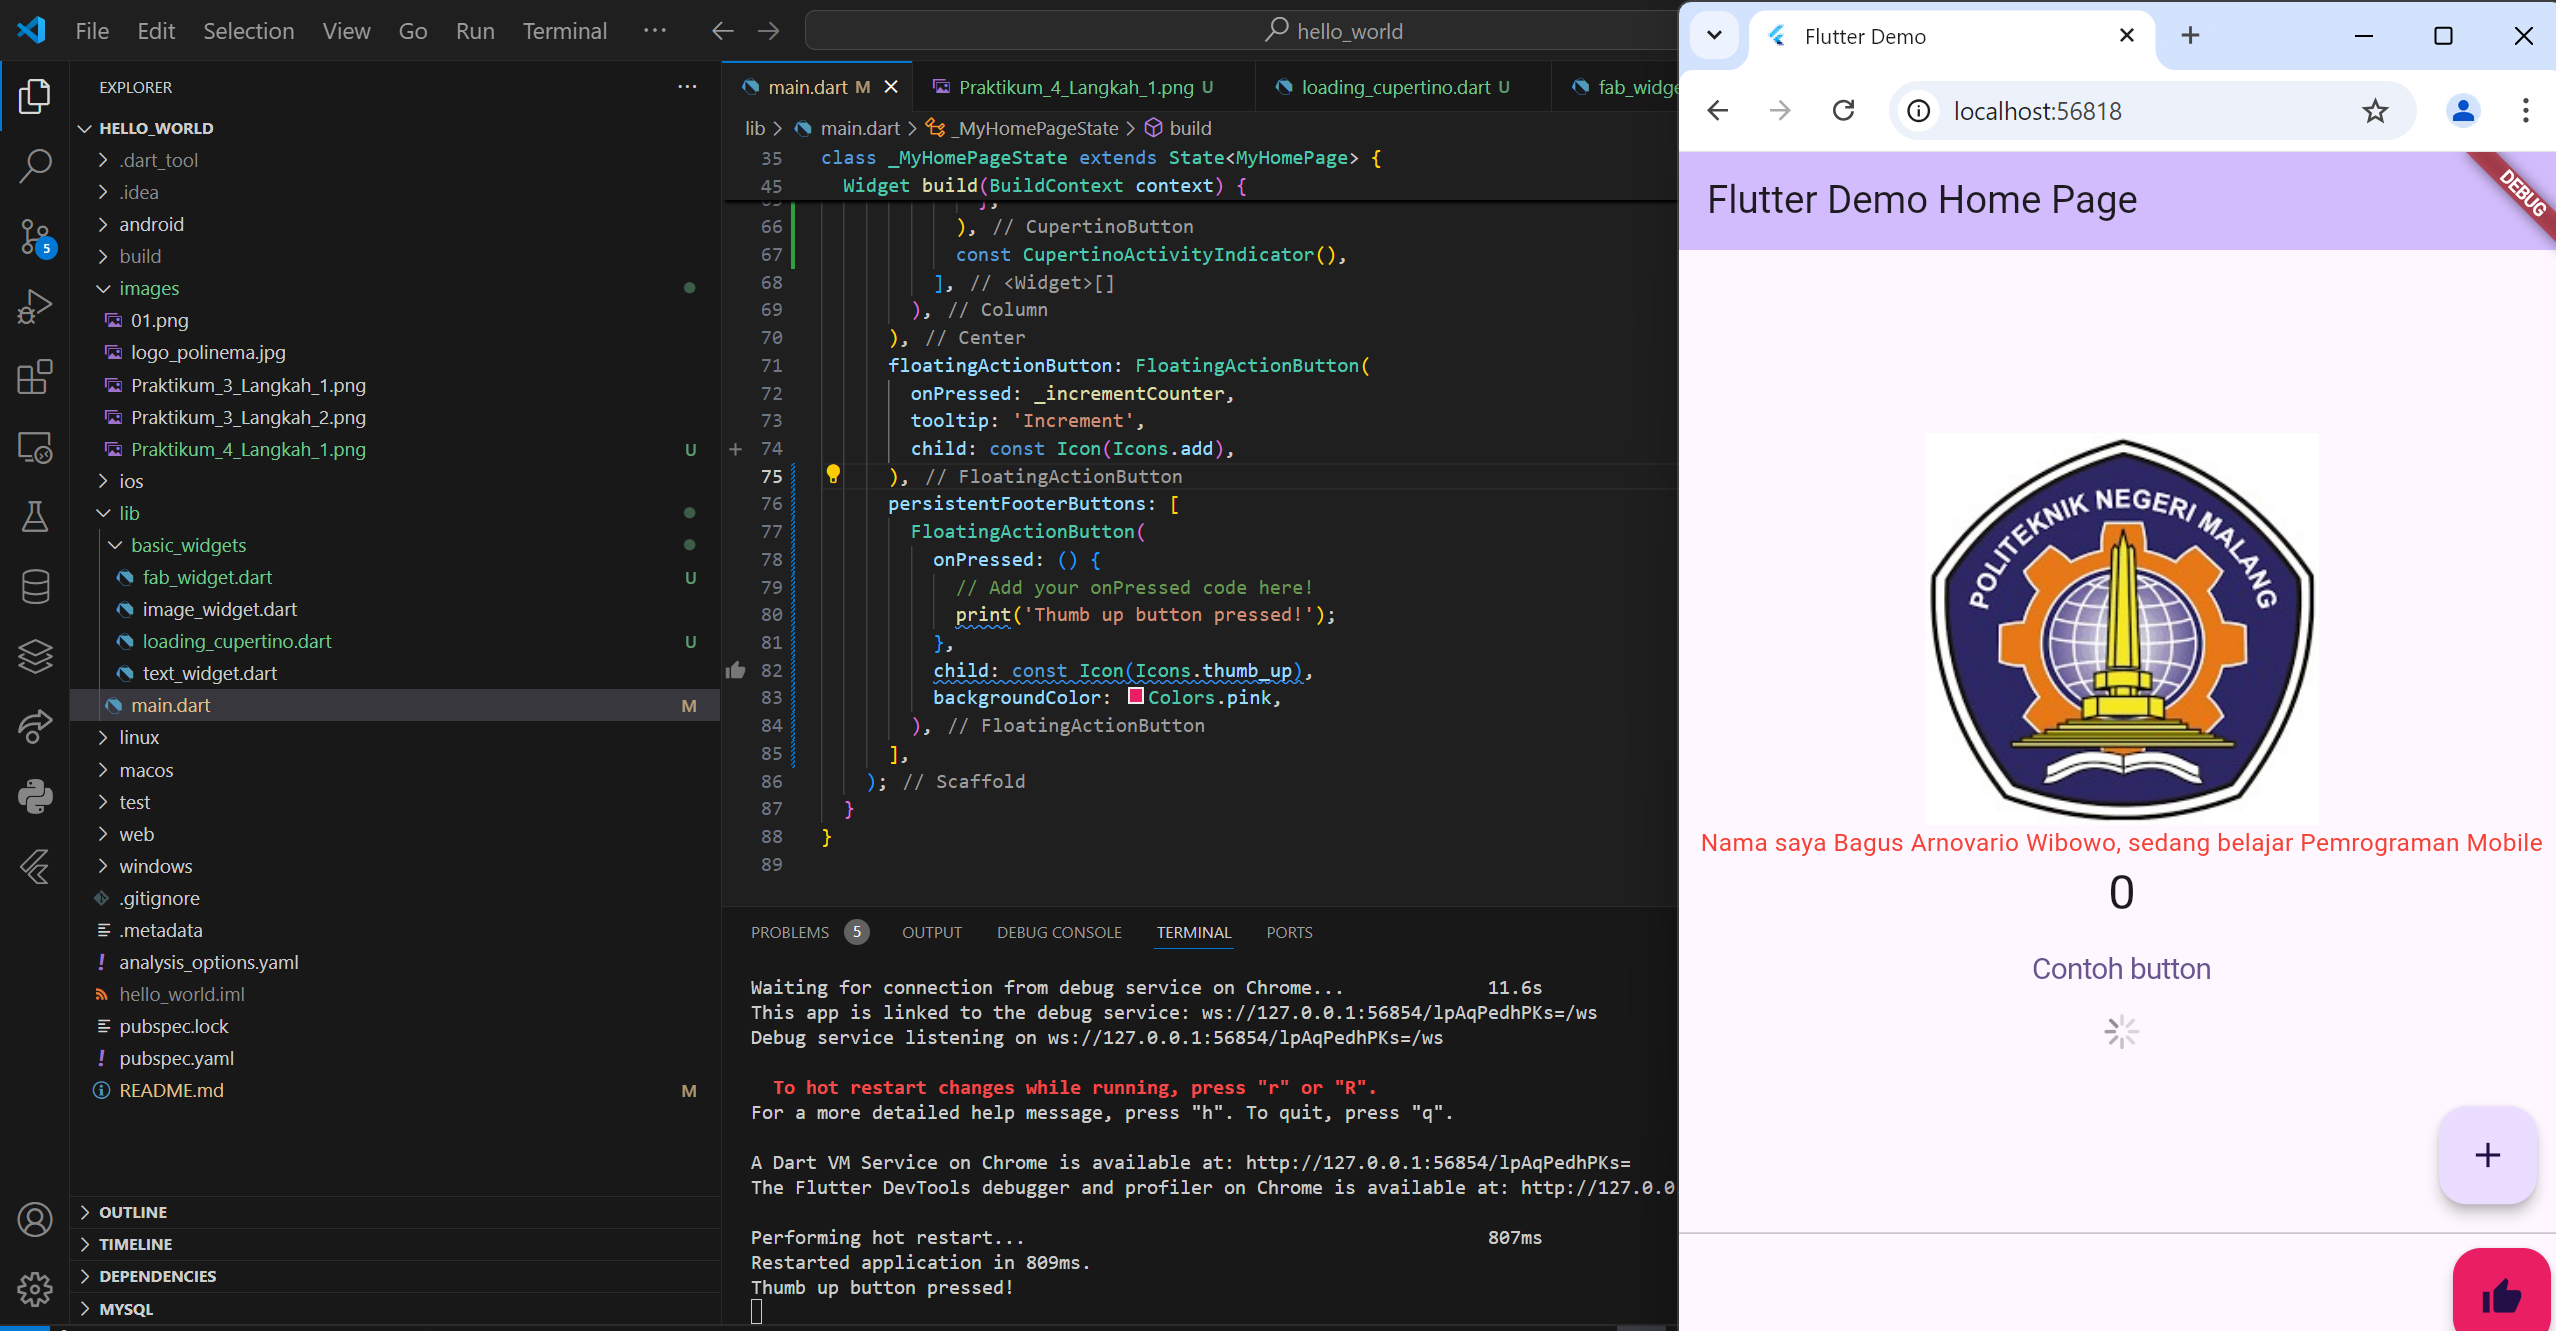 File Edit Selection View Go Run Terminal ··· hello_world
EXPLORER ···
HELLO_WORLD
.dart_tool
.idea
android
build
images
01.png
logo_polinema.jpg
Praktikum_3_Langkah_1.png
Praktikum_3_Langkah_2.png
Praktikum_4_Langkah_1.png U
ios
lib
basic_widgets
fab_widget.dart U
image_widget.dart
loading_cupertino.dart U
text_widget.dart
main.dart M
linux
macos
test
web
windows
.gitignore
.metadata
analysis_options.yaml
hello_world.iml
pubspec.lock
pubspec.yaml
README.md M
OUTLINE
TIMELINE
DEPENDENCIES
MYSQL
5
main.dart M Praktikum_4_Langkah_1.png U loading_cupertino.dart U
lib > main.dart > _MyHomePageState > build
35 class _MyHomePageState extends State<MyHomePage> {
45 Widget build(BuildContext context) {
66 ), // CupertinoButton
67 const CupertinoActivityIndicator(),
68 ], // <Widget>[]
69 ), // Column
70 ), // Center
71 floatingActionButton: FloatingActionButton(
72 onPressed: _incrementCounter,
73 tooltip: 'Increment',
74 child: const Icon(Icons.add),
75 ), // FloatingActionButton
76 persistentFooterButtons: [
77 FloatingActionButton(
78 onPressed: () {
79 // Add your onPressed code here!
80 print('Thumb up button pressed!');
81 },
82 child: const Icon(Icons.thumb_up),
83 backgroundColor: Colors.pink,
84 ), // FloatingActionButton
85 ],
86 ); // Scaffold
87 }
88 }
89
PROBLEMS 5 OUTPUT DEBUG CONSOLE TERMINAL PORTS
Waiting for connection from debug service on Chrome... 11.6s
This app is linked to the debug service: ws://127.0.0.1:56854/lpAqPedhPKs=/ws
Debug service listening on ws://127.0.0.1:56854/lpAqPedhPKs=/ws
To hot restart changes while running, press "r" or "R".
For a more detailed help message, press "h". To quit, press "q".
A Dart VM Service on Chrome is available at: http://127.0.0.1:56854/lpAqPedhPKs=
The Flutter DevTools debugger and profiler on Chrome is available at: http://127.0.0
Performing hot restart... 807ms
Restarted application in 809ms.
Thumb up button pressed!
Flutter Demo
localhost:56818
Flutter Demo Home Page
DEBUG
POLITEKNIK NEGERI MALANG
Nama saya Bagus Arnovario Wibowo, sedang belajar Pemrograman Mobile
0
Contoh button